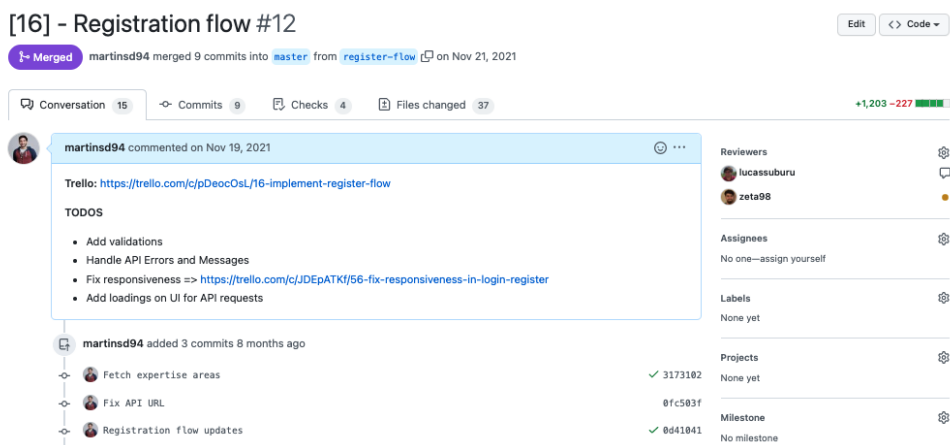 [16] - Registration flow #12
Edit
<> Code
Merged martinsd94 merged 9 commits into master from register-flow on Nov 21, 2021
Conversation 15
Commits 9
Checks 4
Files changed 37
+1,203 −227
martinsd94 commented on Nov 19, 2021
Trello: https://trello.com/c/pDeocOsL/16-implement-register-flow
TODOS
• Add validations
• Handle API Errors and Messages
• Fix responsiveness => https://trello.com/c/JDEpATKf/56-fix-responsiveness-in-login-register
• Add loadings on UI for API requests
martinsd94 added 3 commits 8 months ago
Fetch expertise areas 3173102
Fix API URL 0fc503f
Registration flow updates 0d41041
Reviewers
lucassuburu
zeta98
Assignees
No one—assign yourself
Labels
None yet
Projects
None yet
Milestone
No milestone